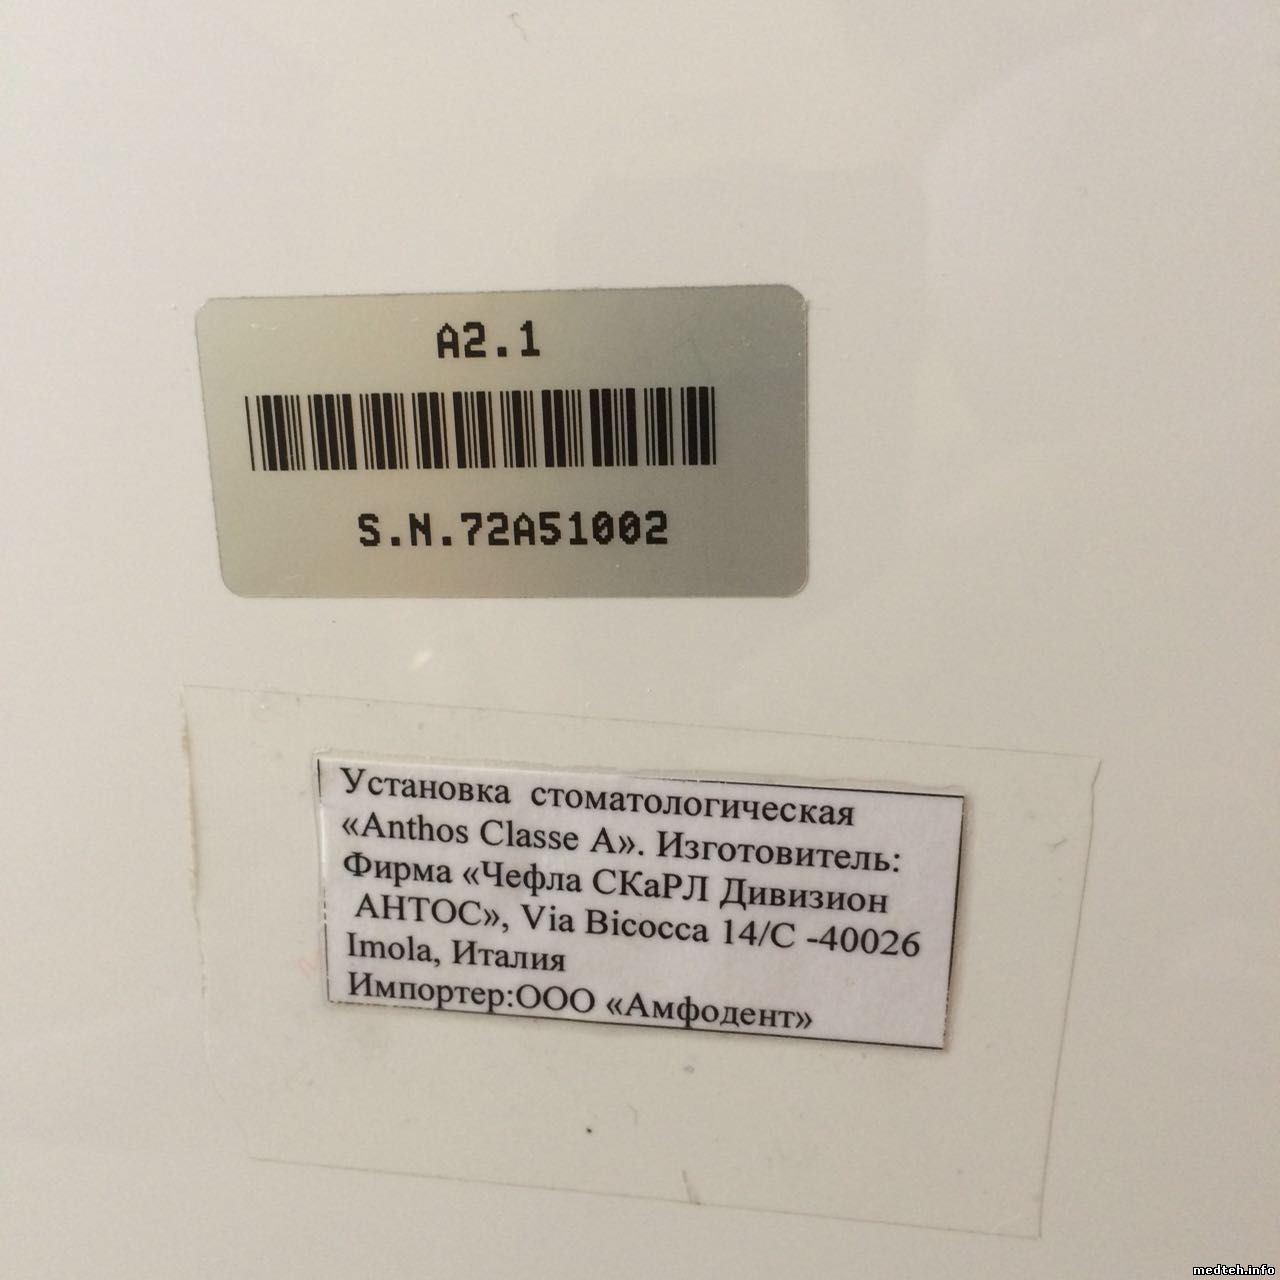 A2.1
S.N.72A51002
Установка стоматологическая
«Anthos Classe A». Изготовитель:
Фирма «Чефла СКаРЛ Дивизион
АНТОС», Via Bicocca 14/C -40026
Imola, Италия
Импортер:ООО «Амфодент»
medteh.info